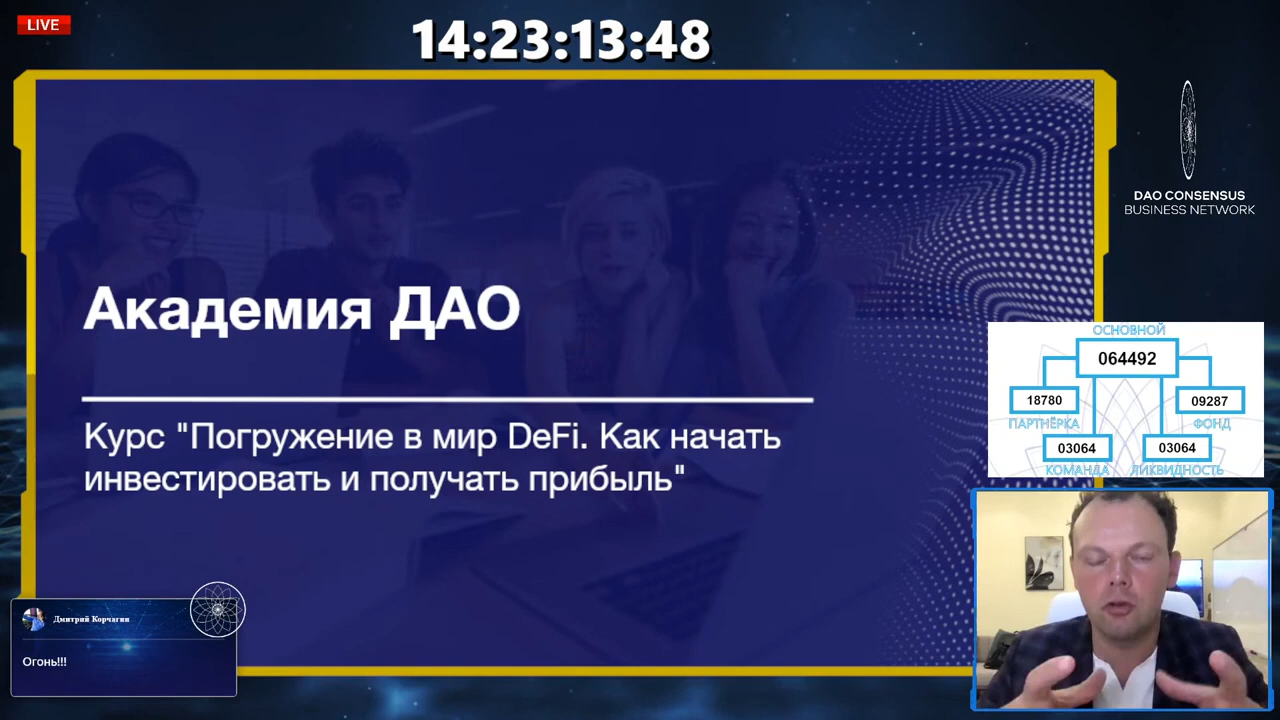 LIVE
14:23:13:48
DAO CONSENSUS
BUSINESS NETWORK
Академия ДАО
Курс "Погружение в мир DeFi. Как начать
инвестировать и получать прибыль"
ОСНОВНОЙ
064492
18780
09287
ПАРТНЁРКА
ФОНД
03064
03064
КОМАНДА
ЛИКВИДНОСТЬ
Дмитрий Корчагин
Огонь!!!